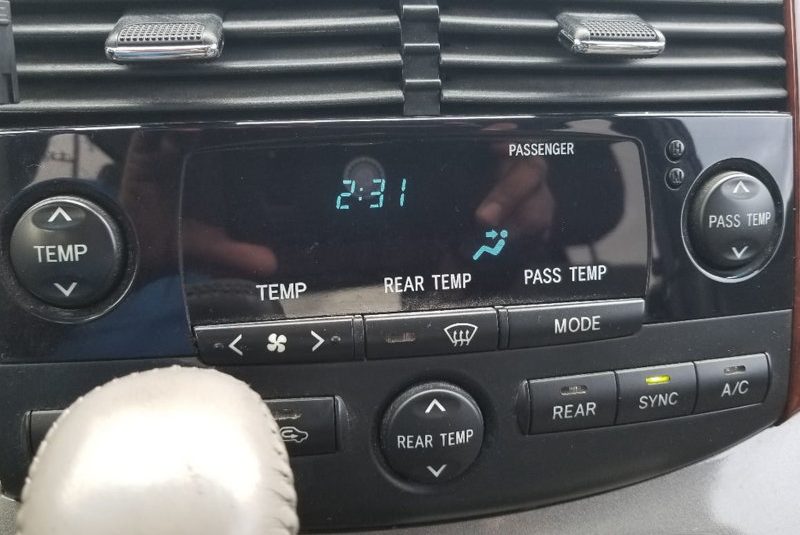 PASSENGER
H
M
2:31
TEMP
PASS TEMP
TEMP
REAR TEMP
PASS TEMP
MODE
REAR
SYNC
A/C
REAR TEMP